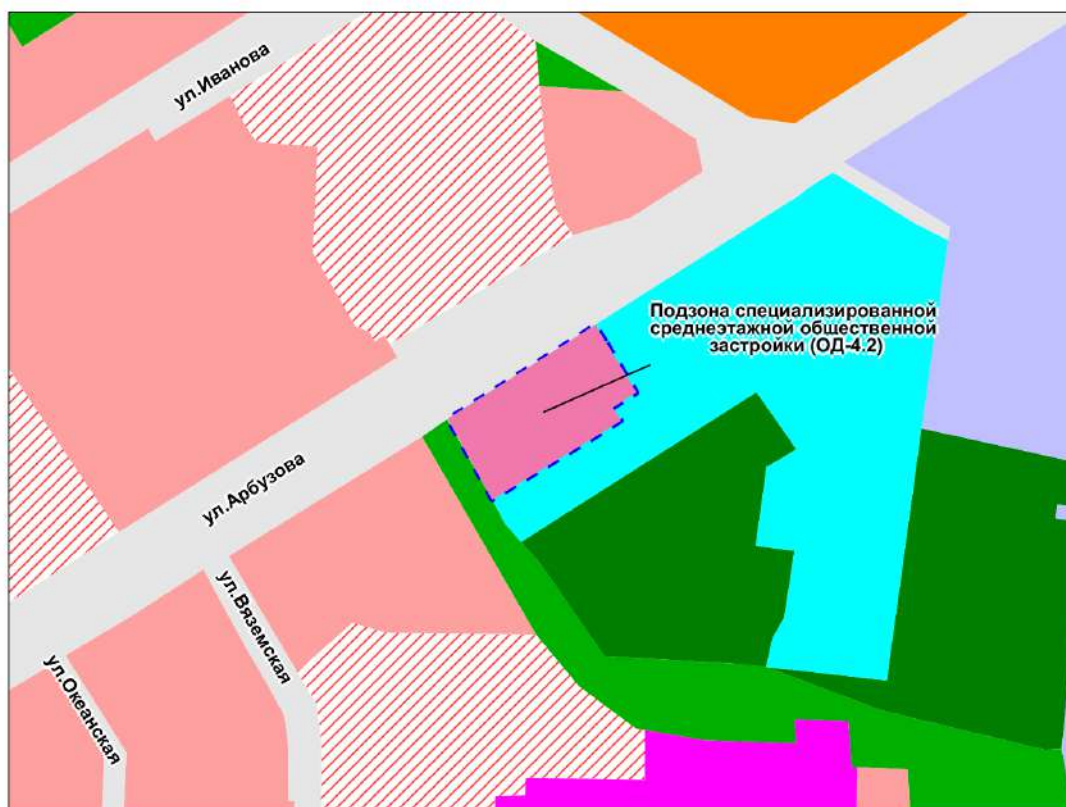 ул.Иванова
Подзона специализированной
среднеэтажной общественной
застройки (ОД-4.2)
ул.Арбузова
ул.Вяземская
ул.Океанская